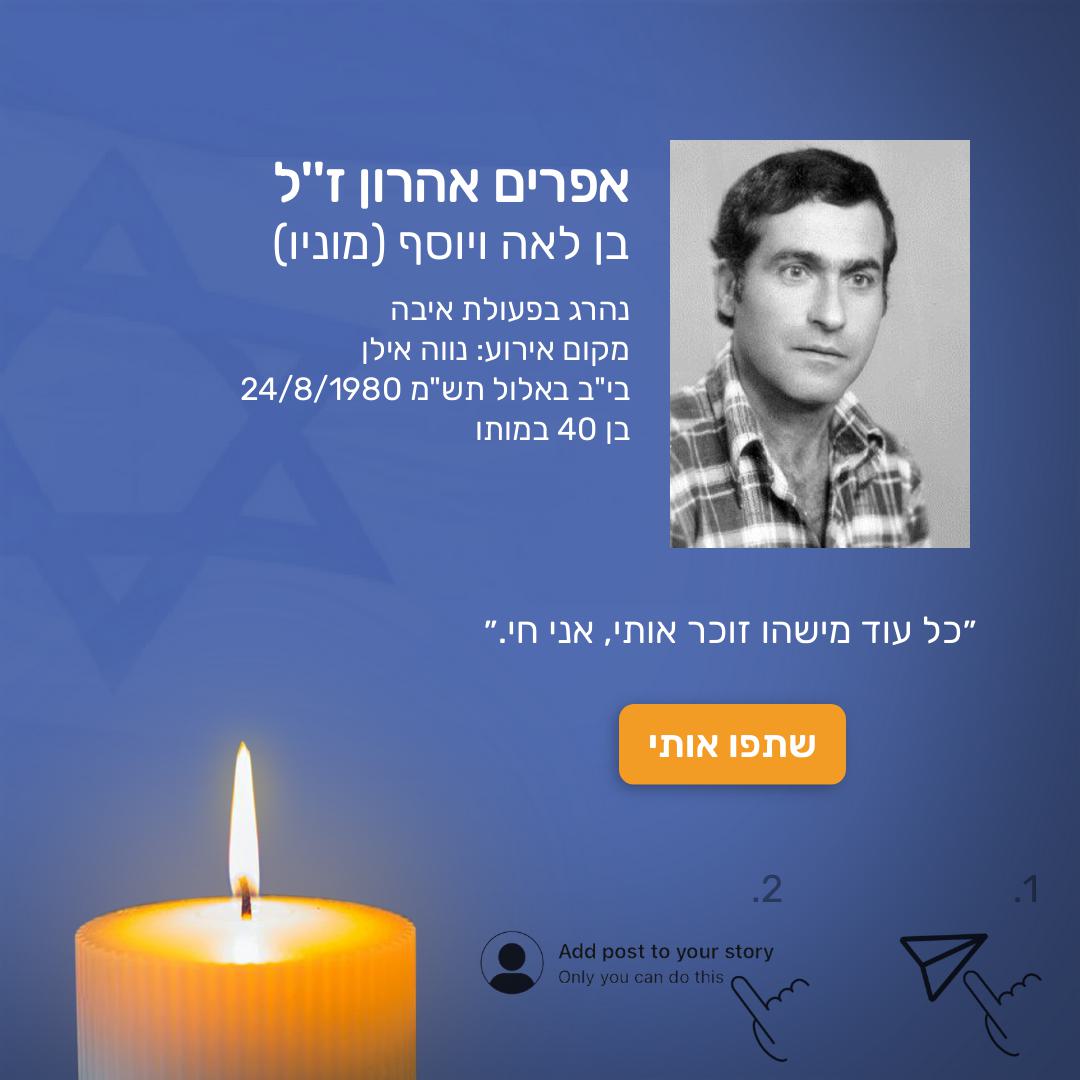 אפרים אהרון ז"ל
בן לאה ויוסף (מוניו)
נהרג בפעולת איבה
מקום אירוע: נווה אילן
בי"ב באלול תש"מ 24/8/1980
בן 40 במותו
"כל עוד מישהו זוכר אותי, אני חי."
שתפו אותי
1.
2.
Add post to your story
Only you can do this